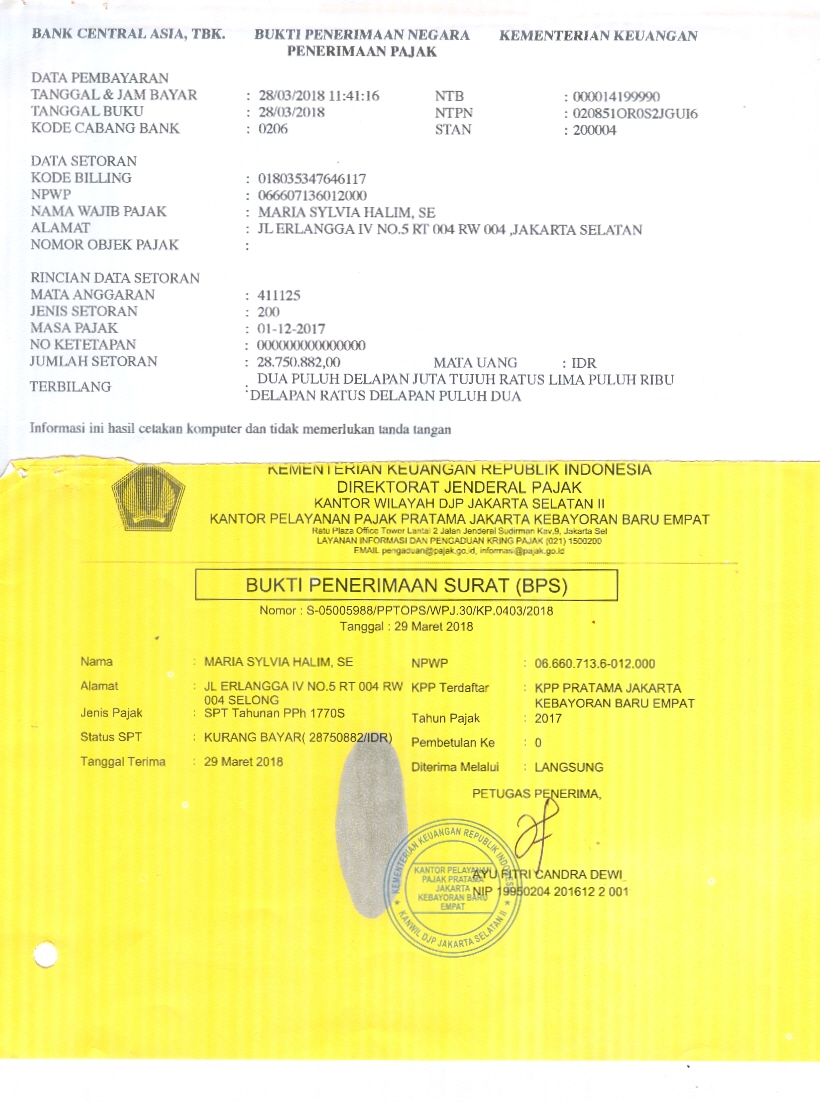 BANK CENTRAL ASIA, TBK. BUKTI PENERIMAAN NEGARA KEMENTERIAN KEUANGAN
PENERIMAAN PAJAK
DATA PEMBAYARAN
TANGGAL & JAM BAYAR : 28/03/2018 11:41:16 NTB : 000014199990
TANGGAL BUKU : 28/03/2018 NTPN : 020851OR0S2JGUI6
KODE CABANG BANK : 0206 STAN : 200004
DATA SETORAN
KODE BILLING : 018035347646117
NPWP : 066607136012000
NAMA WAJIB PAJAK : MARIA SYLVIA HALIM, SE
ALAMAT : JL ERLANGGA IV NO.5 RT 004 RW 004 ,JAKARTA SELATAN
NOMOR OBJEK PAJAK :
RINCIAN DATA SETORAN
MATA ANGGARAN : 411125
JENIS SETORAN : 200
MASA PAJAK : 01-12-2017
NO KETETAPAN : 000000000000000
JUMLAH SETORAN : 28.750.882,00 MATA UANG : IDR
TERBILANG : DUA PULUH DELAPAN JUTA TUJUH RATUS LIMA PULUH RIBU
DELAPAN RATUS DELAPAN PULUH DUA
Informasi ini hasil cetakan komputer dan tidak memerlukan tanda tangan
KEMENTERIAN KEUANGAN REPUBLIK INDONESIA
DIREKTORAT JENDERAL PAJAK
KANTOR WILAYAH DJP JAKARTA SELATAN II
KANTOR PELAYANAN PAJAK PRATAMA JAKARTA KEBAYORAN BARU EMPAT
Ratu Plaza Office Tower Lantai 2 Jalan Jenderal Sudirman Kav.9, Jakarta Sel
LAYANAN INFORMASI DAN PENGADUAN KRING PAJAK (021) 1500200
EMAIL pengaduan@pajak.go.id, informasi@pajak.go.id
BUKTI PENERIMAAN SURAT (BPS)
Nomor : S-05005988/PPTOPS/WPJ.30/KP.0403/2018
Tanggal : 29 Maret 2018
Nama : MARIA SYLVIA HALIM, SE NPWP : 06.660.713.6-012.000
Alamat : JL ERLANGGA IV NO.5 RT 004 RW KPP Terdaftar : KPP PRATAMA JAKARTA
004 SELONG KEBAYORAN BARU EMPAT
Jenis Pajak : SPT Tahunan PPh 1770S Tahun Pajak : 2017
Status SPT : KURANG BAYAR( 28750882/IDR) Pembetulan Ke : 0
Tanggal Terima : 29 Maret 2018 Diterima Melalui : LANGSUNG
PETUGAS PENERIMA,
AYU FITRI CANDRA DEWI
NIP 19950204 201612 2 001
KEMENTERIAN KEUANGAN REPUBLIK INDONESIA
KANTOR PELAYANAN
PAJAK PRATAMA
JAKARTA
KEBAYORAN BARU
EMPAT
KANWIL DJP JAKARTA SELATAN II